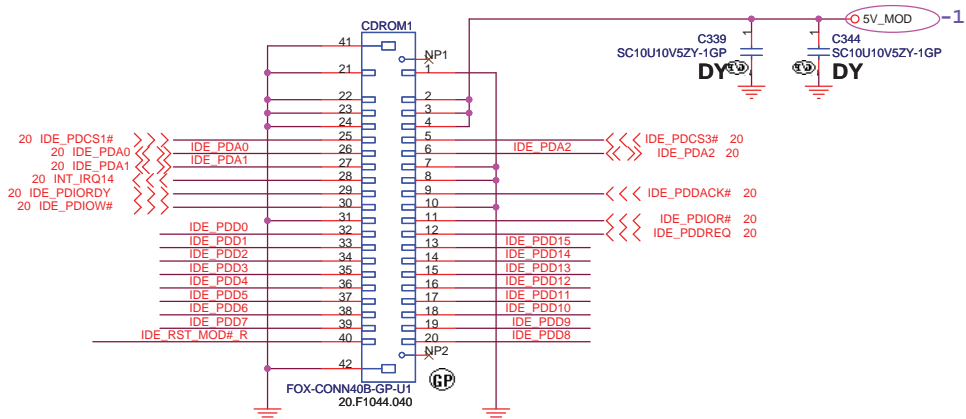 CDROM1
5V_MOD
-1
C339
SC10U10V5ZY-1GP
DY
1
C344
SC10U10V5ZY-1GP
DY
1
41
NP1
21 1
22 2
23 3
24 4
20 IDE_PDCS1# 25 5 IDE_PDCS3# 20
20 IDE_PDA0 IDE_PDA0 26 6 IDE_PDA2 IDE_PDA2 20
20 IDE_PDA1 IDE_PDA1 27 7
20 INT_IRQ14 28 8
20 IDE_PDIORDY 29 9 IDE_PDDACK# 20
20 IDE_PDIOW# 30 10
31 11 IDE_PDIOR# 20
IDE_PDD0 32 12 IDE_PDDREQ 20
IDE_PDD1 33 13 IDE_PDD15
IDE_PDD2 34 14 IDE_PDD14
IDE_PDD3 35 15 IDE_PDD13
IDE_PDD4 36 16 IDE_PDD12
IDE_PDD5 37 17 IDE_PDD11
IDE_PDD6 38 18 IDE_PDD10
IDE_PDD7 39 19 IDE_PDD9
IDE_RST_MOD#_R 40 20 IDE_PDD8
NP2
42
FOX-CONN40B-GP-U1
20.F1044.040
GP